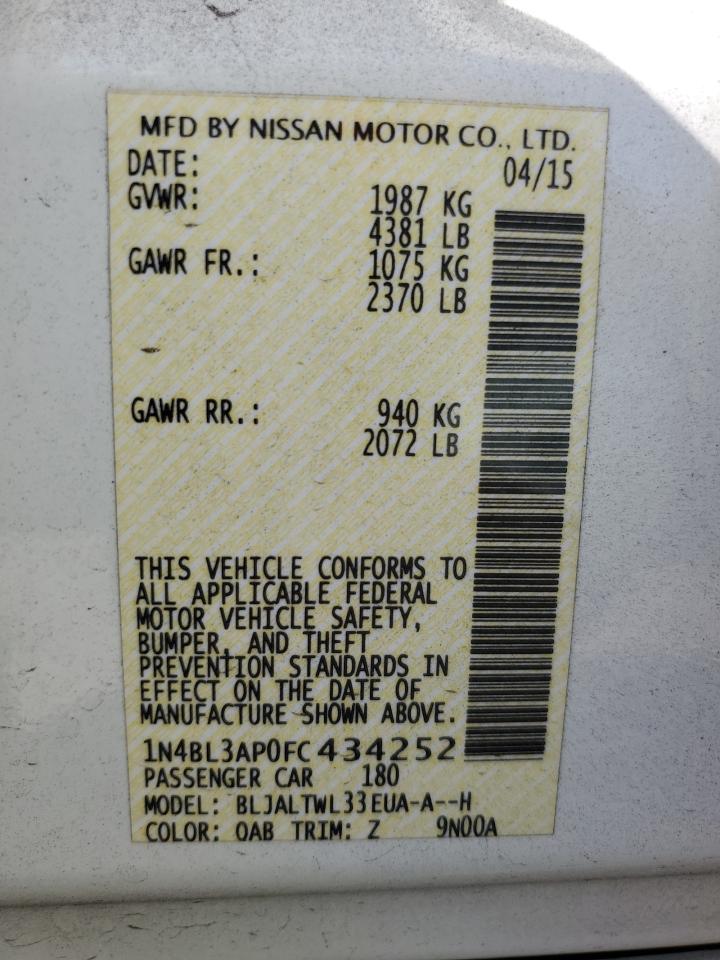 MFD BY NISSAN MOTOR CO., LTD.
DATE: 04/15
GVWR: 1987 KG
4381 LB
GAWR FR.: 1075 KG
2370 LB
GAWR RR.: 940 KG
2072 LB
THIS VEHICLE CONFORMS TO
ALL APPLICABLE FEDERAL
MOTOR VEHICLE SAFETY,
BUMPER, AND THEFT
PREVENTION STANDARDS IN
EFFECT ON THE DATE OF
MANUFACTURE SHOWN ABOVE.
1N4BL3AP0FC434252
PASSENGER CAR 180
MODEL: BLJALTWL33EUA-A--H
COLOR: QAB TRIM: Z 9N00A